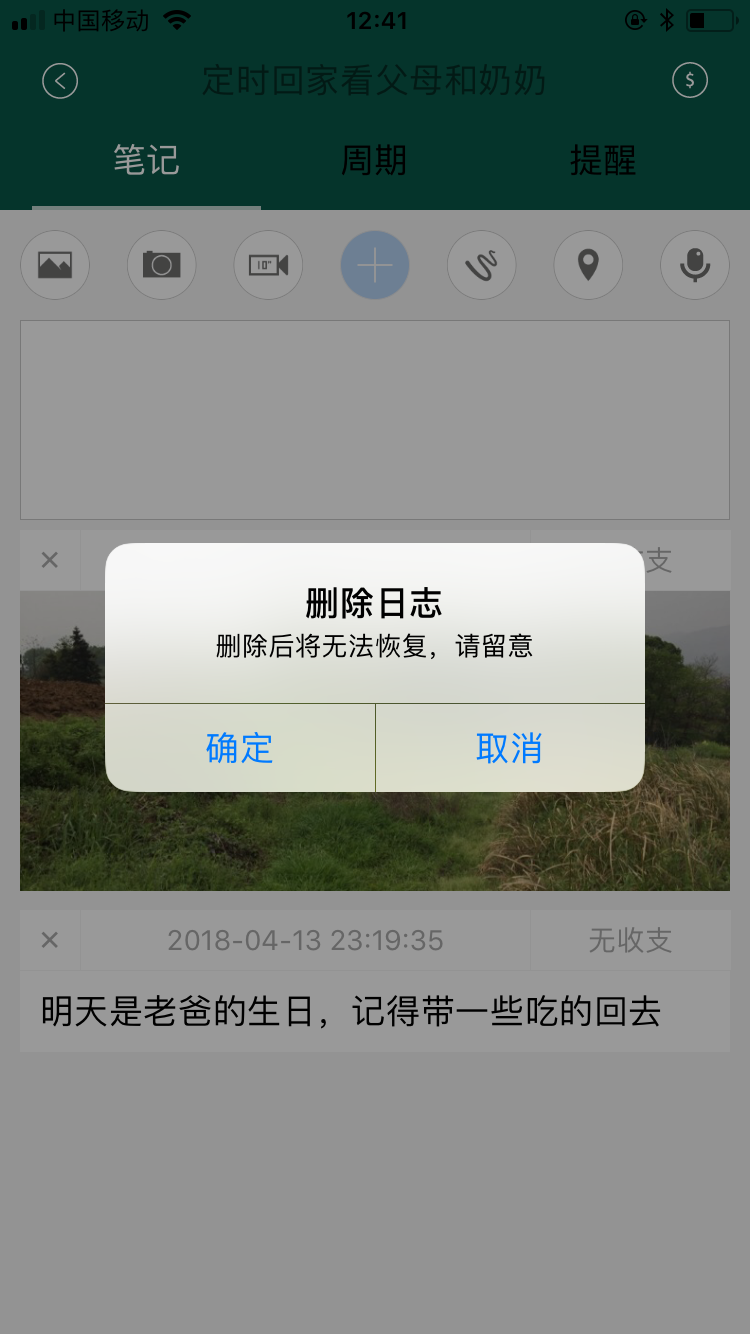 中国移动
12:41
定时回家看父母和奶奶
笔记
周期
提醒
10"
支
删除日志
删除后将无法恢复，请留意
确定
取消
2018-04-13 23:19:35
无收支
明天是老爸的生日，记得带一些吃的回去